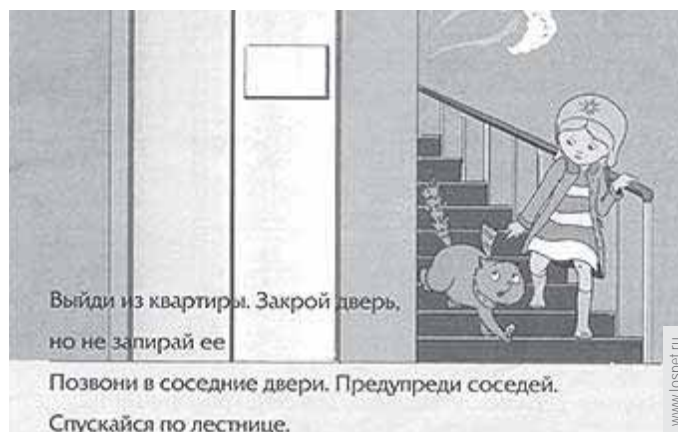 Выйди из квартиры. Закрой дверь,
но не запирай ее
Позвони в соседние двери. Предупреди соседей.
Спускайся по лестнице.
www.lospet.ru